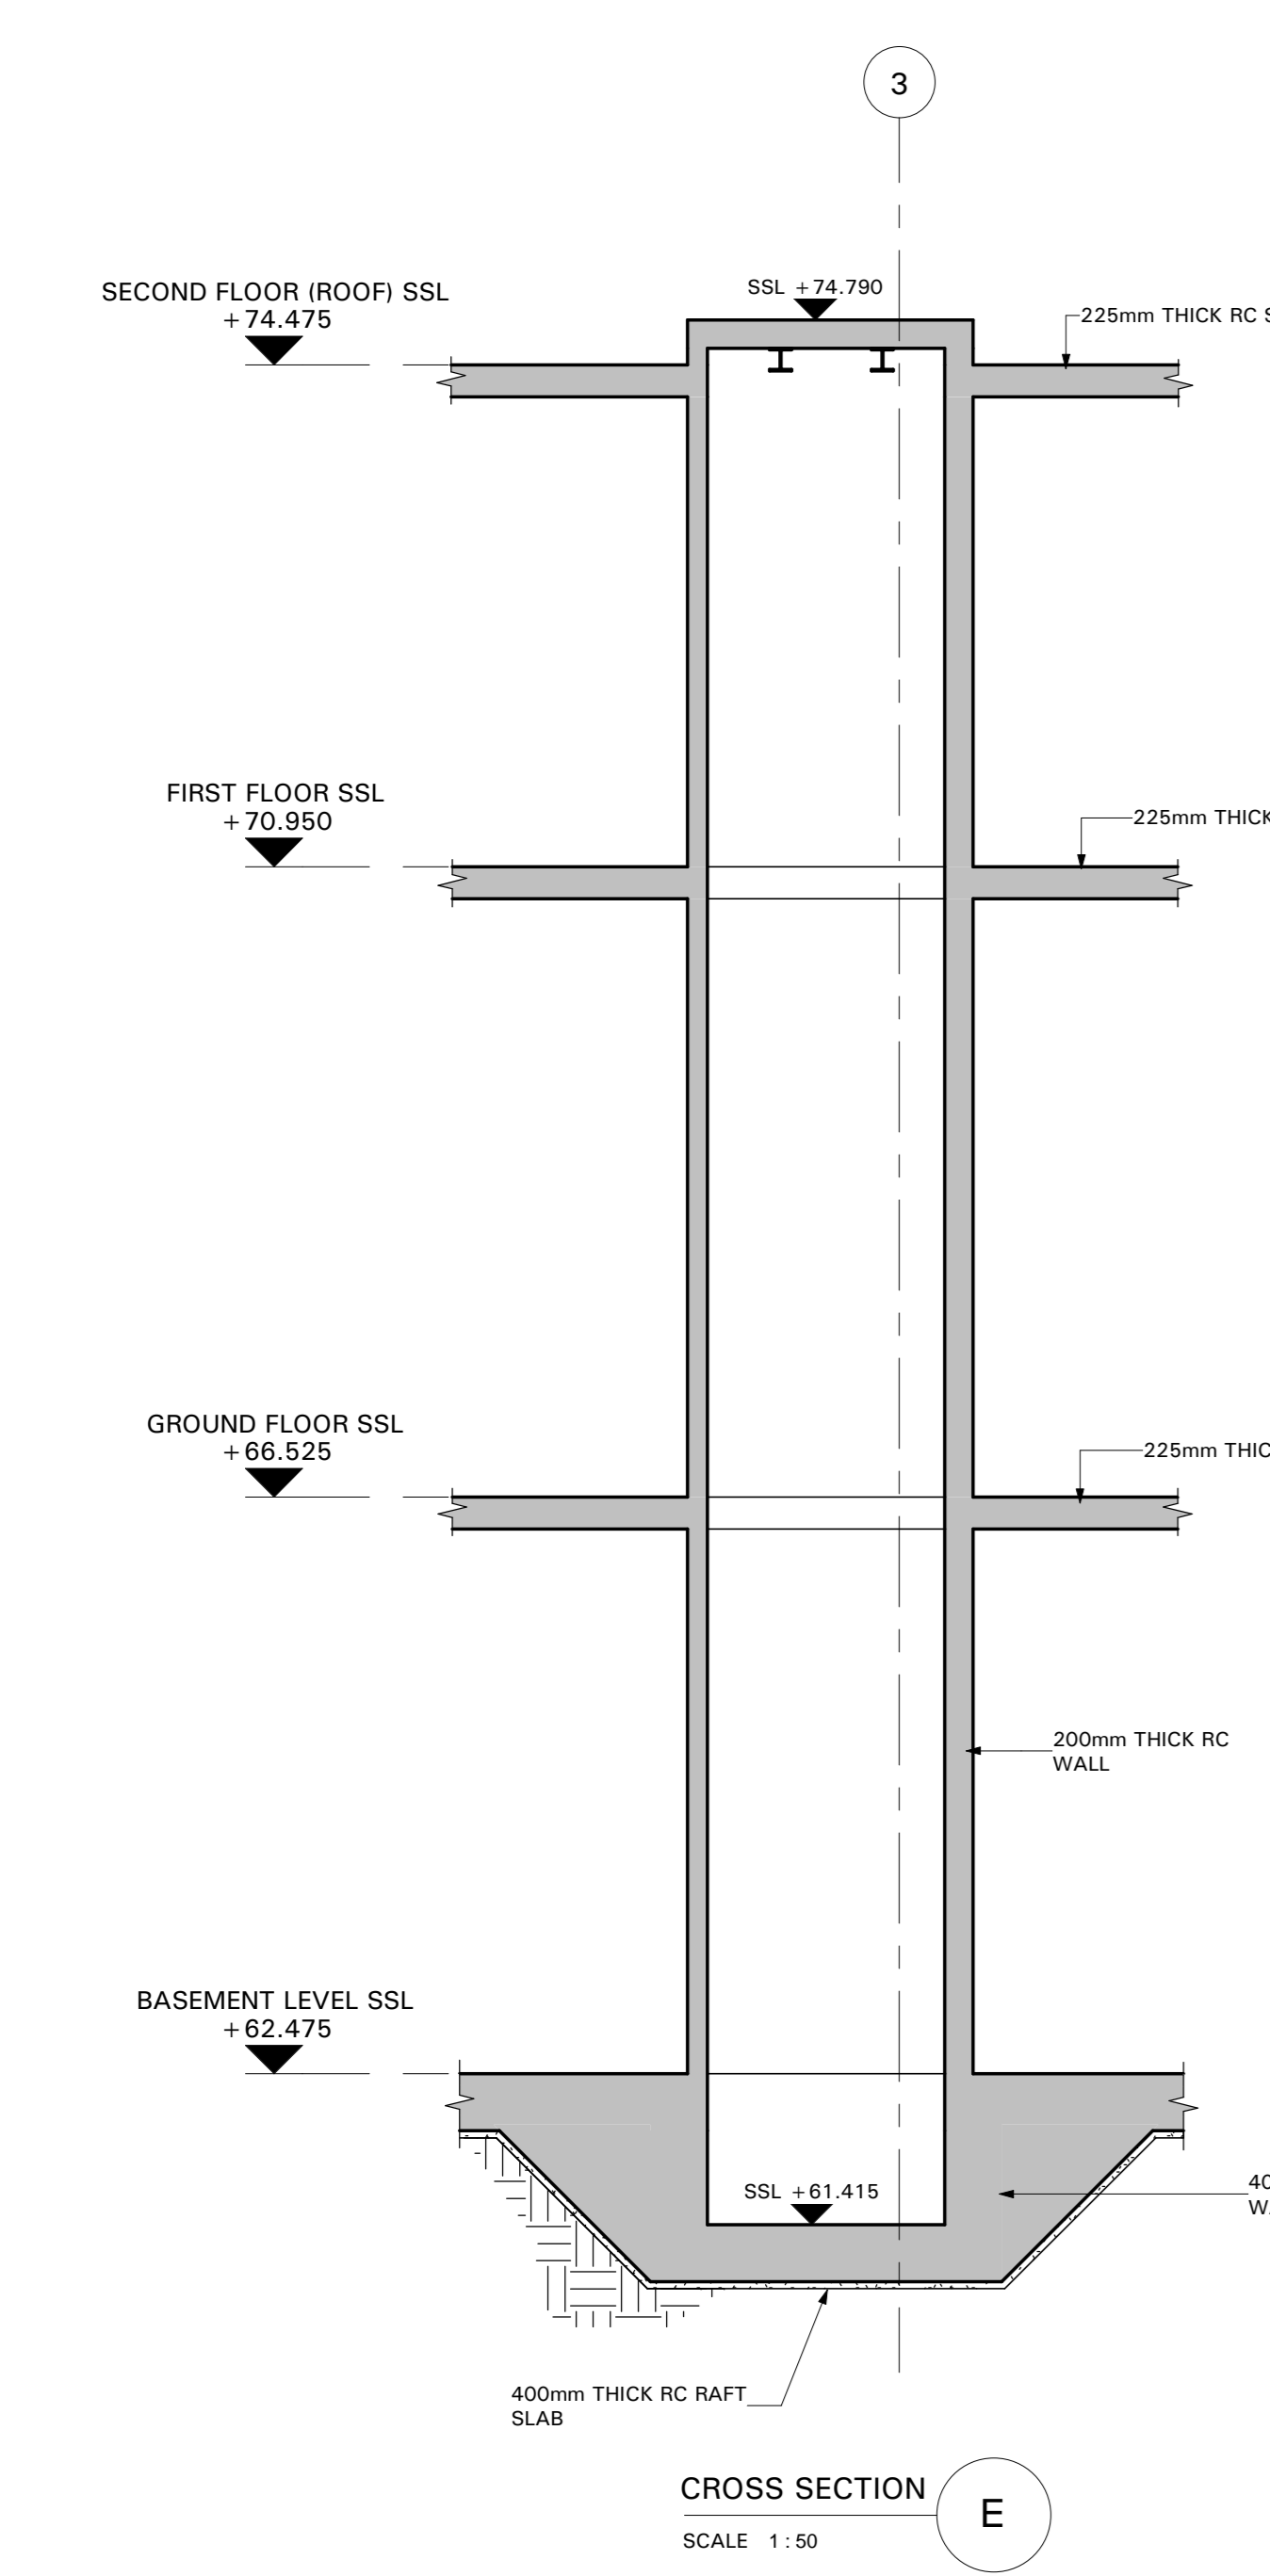 3
SECOND FLOOR (ROOF) SSL
+74.475
SSL +74.790
225mm THICK RC
FIRST FLOOR SSL
+70.950
225mm THICK
GROUND FLOOR SSL
+66.525
225mm
200mm THICK RC
WALL
BASEMENT LEVEL SSL
+62.475
SSL +61.415
400mm THICK RC RAFT
SLAB
CROSS SECTION
E
SCALE 1 : 50